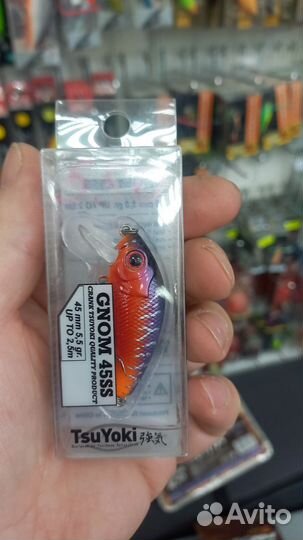 GNOM 45SS
CRANK TSUYOKI QUALITY PRODUCT
45 mm 5,5 gr.
UP TO 2,5m
TsuYoki 強気
Avito